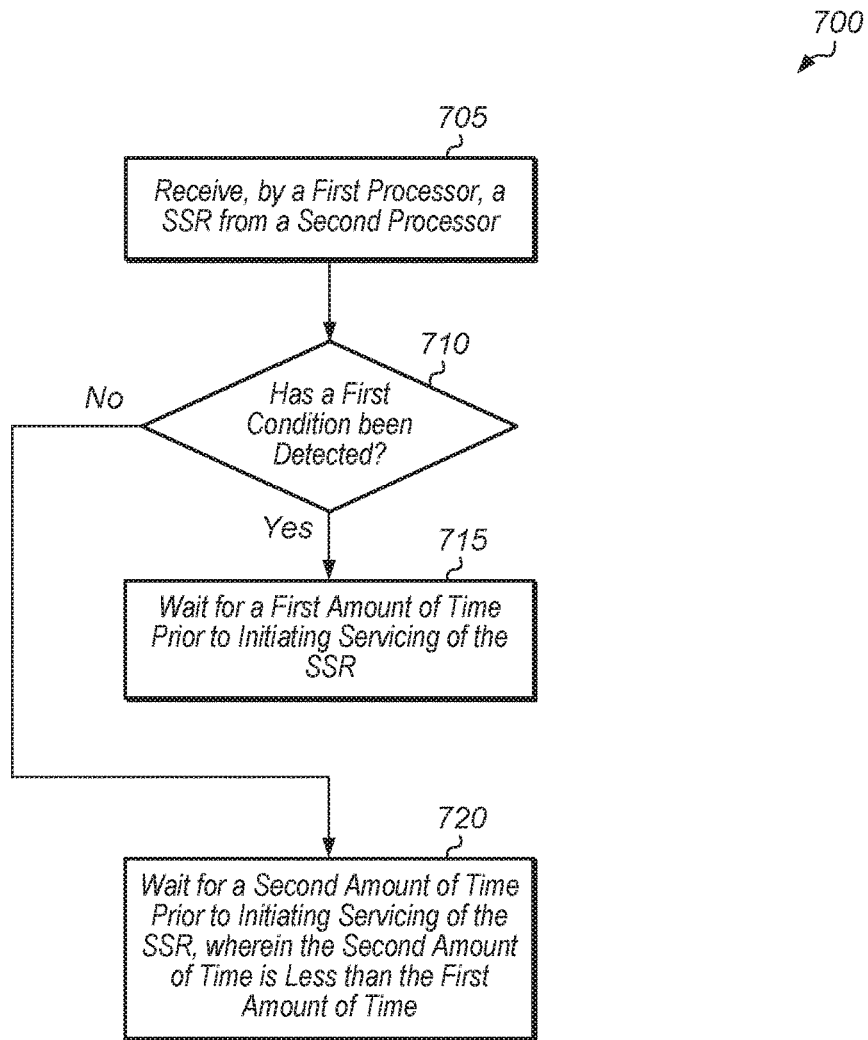 700
705
Receive, by a First Processor, a
SSR from a Second Processor
710
Has a First
Condition been
Detected?
No
Yes
715
Wait for a First Amount of Time
Prior to Initiating Servicing of the
SSR
720
Wait for a Second Amount of Time
Prior to Initiating Servicing of the
SSR, wherein the Second Amount
of Time is Less than the First
Amount of Time